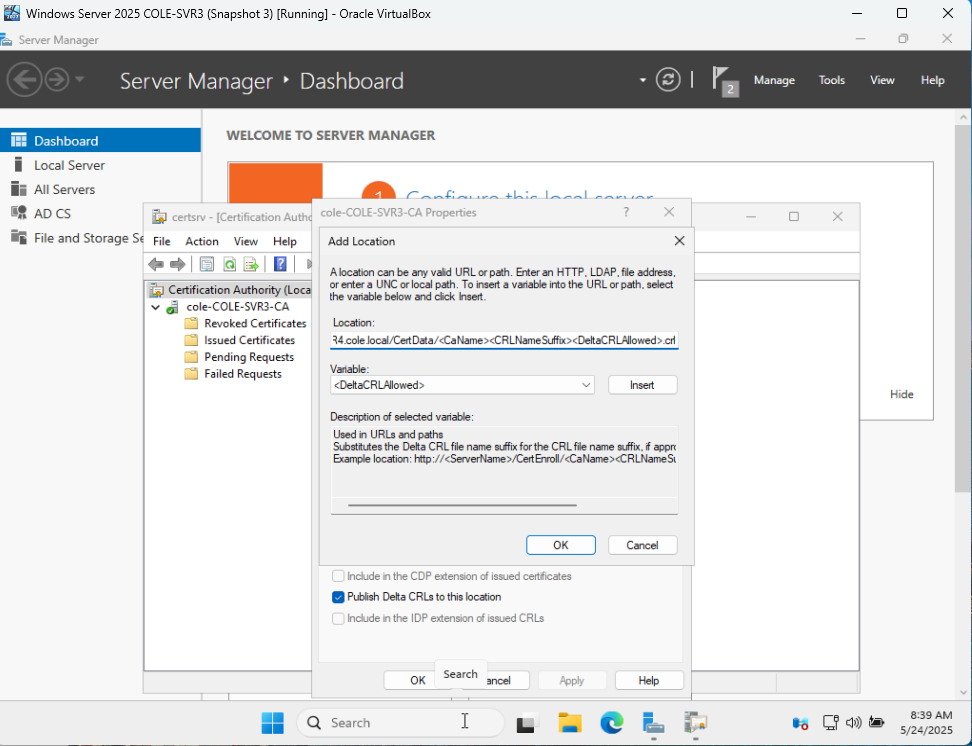 Windows Server 2025 COLE-SVR3 (Snapshot 3) [Running] - Oracle VirtualBox
Server Manager
Server Manager • Dashboard
2
Manage
Tools
View
Help
Dashboard
Local Server
All Servers
AD CS
File and Storage Se
WELCOME TO SERVER MANAGER
1
Configure this local server
Hide
certsrv - [Certification Autho
File
Action
View
Help
Certification Authority (Loca
cole-COLE-SVR3-CA
Revoked Certificates
Issued Certificates
Pending Requests
Failed Requests
cole-COLE-SVR3-CA Properties
?
Add Location
A location can be any valid URL or path. Enter an HTTP, LDAP, file address,
or enter a UNC or local path. To insert a variable into the URL or path, select
the variable below and click Insert.
Location:
R4.cole.local/CertData/<CaName><CRLNameSuffix><DeltaCRLAllowed>.crl
Variable:
<DeltaCRLAllowed>
Insert
Description of selected variable:
Used in URLs and paths
Substitutes the Delta CRL file name suffix for the CRL file name suffix, if appro
Example location: http://<ServerName>/CertEnroll/<CaName><CRLNameSu
OK
Cancel
Include in the CDP extension of issued certificates
Publish Delta CRLs to this location
Include in the IDP extension of issued CRLs
OK
ancel
Apply
Help
Search
Search
8:39 AM
5/24/2025